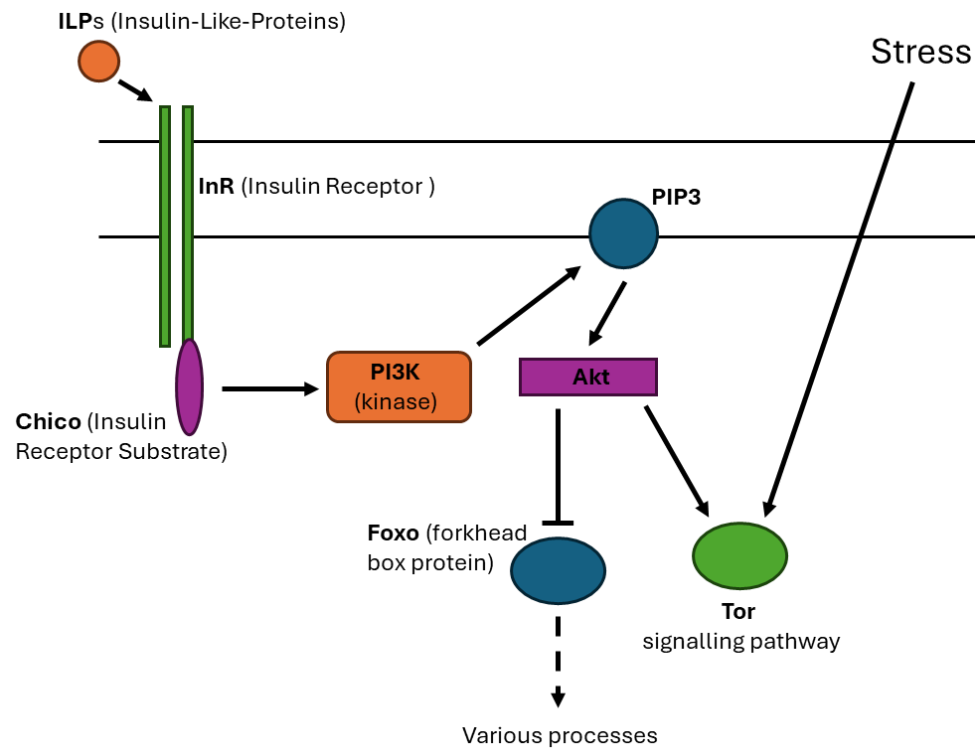 ILPs (Insulin-Like-Proteins)
Stress
InR (Insulin Receptor )
PIP3
PI3K
(kinase)
Akt
Chico (Insulin
Receptor Substrate)
Foxo (forkhead
box protein)
Tor
signalling pathway
Various processes